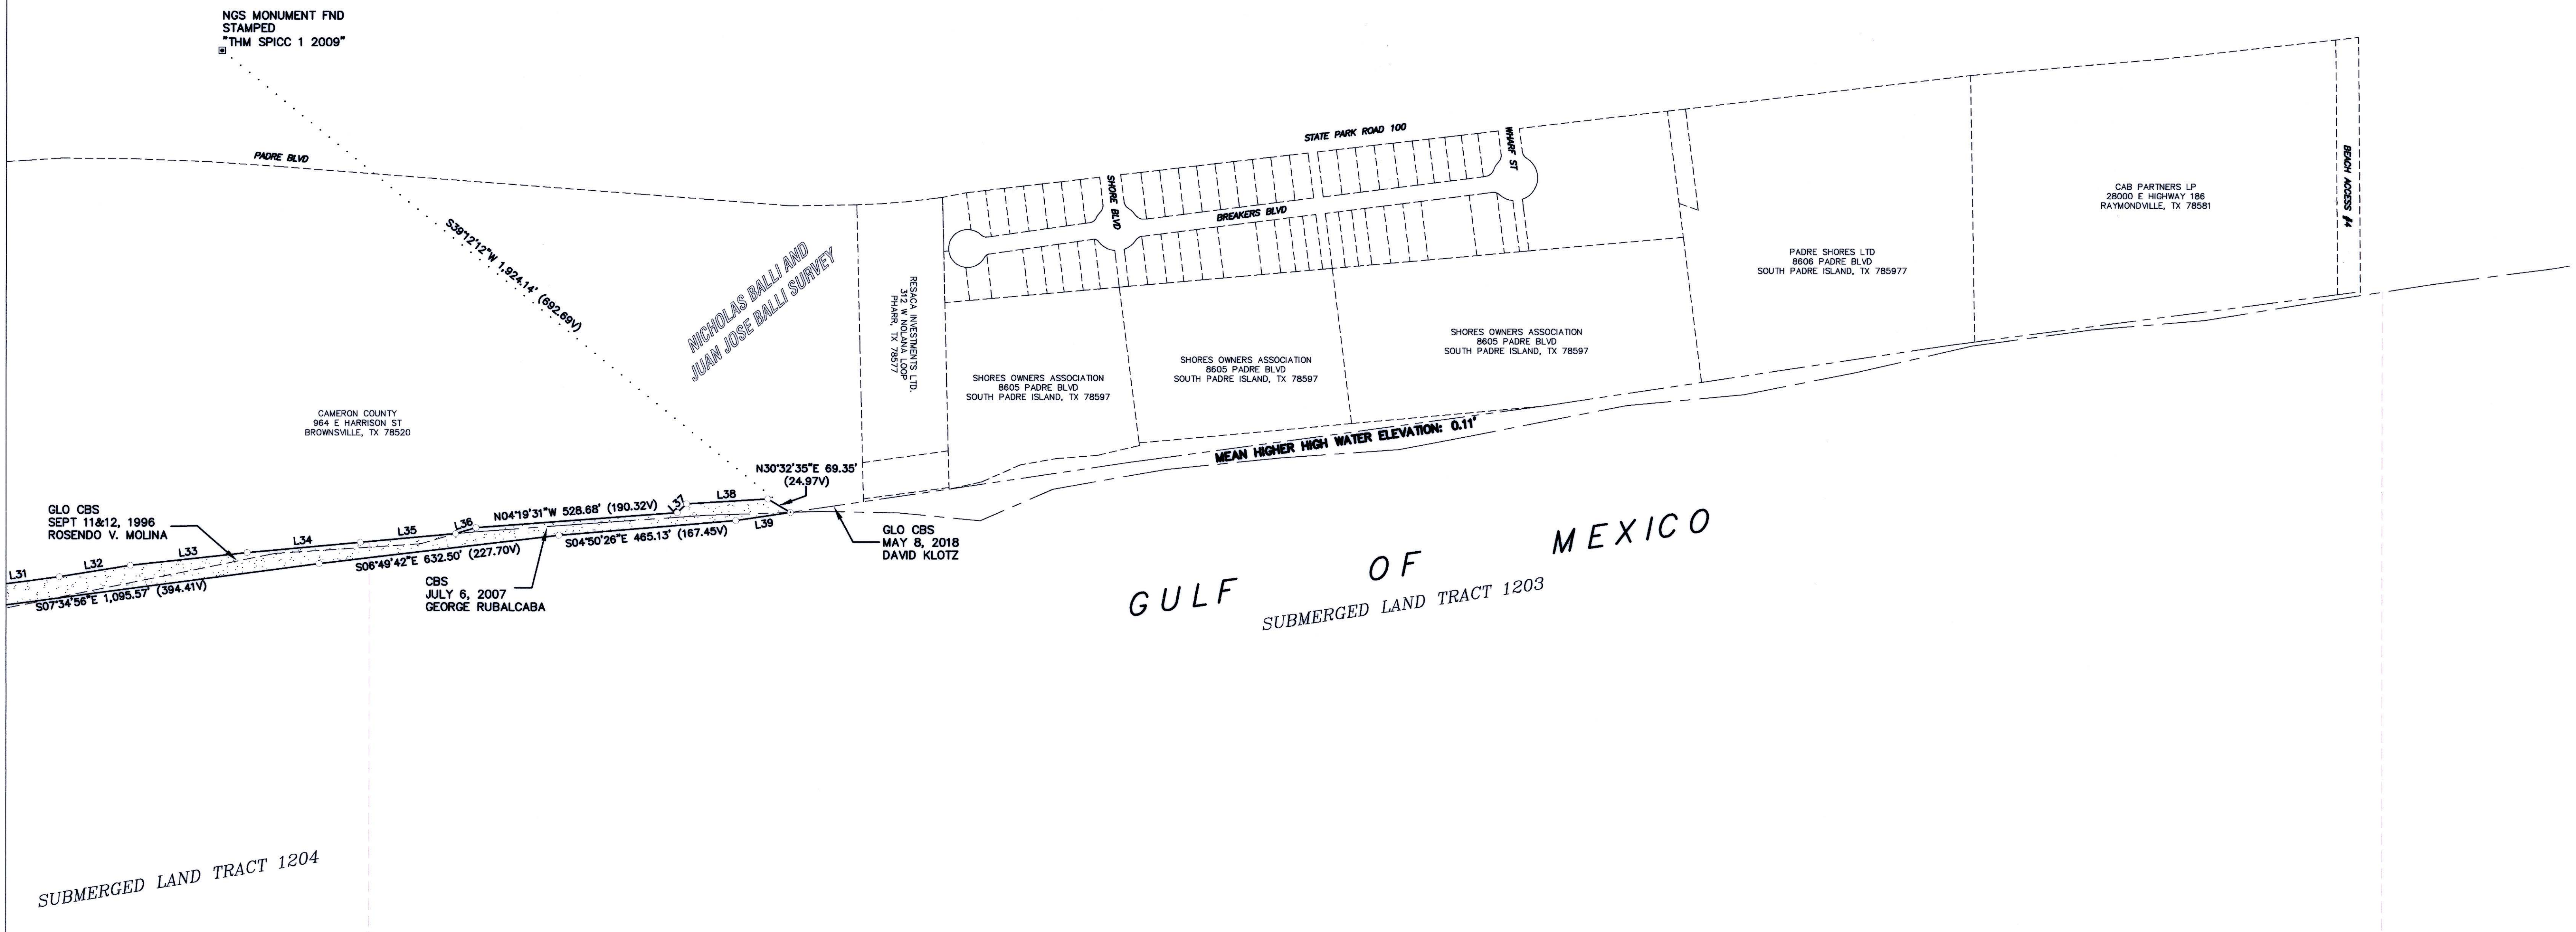 NGS MONUMENT FND
STAMPED
"THM SPICC 1 2009"
PADRE BLVD
S39°12'12"W 1,924.14' (692.69V)
NICHOLAS BALLI AND
JUAN JOSE BALLI SURVEY
CAMERON COUNTY
964 E HARRISON ST
BROWNSVILLE, TX 78520
RESACA INVESTMENTS LTD.
312 W NOLANA LOOP
PHARR, TX 78577
STATE PARK ROAD 100
SHORE BLVD
BREAKERS BLVD
WHARF ST
SHORES OWNERS ASSOCIATION
8605 PADRE BLVD
SOUTH PADRE ISLAND, TX 78597
SHORES OWNERS ASSOCIATION
8605 PADRE BLVD
SOUTH PADRE ISLAND, TX 78597
SHORES OWNERS ASSOCIATION
8605 PADRE BLVD
SOUTH PADRE ISLAND, TX 78597
PADRE SHORES LTD
8606 PADRE BLVD
SOUTH PADRE ISLAND, TX 785977
CAB PARTNERS LP
28000 E HIGHWAY 186
RAYMONDVILLE, TX 78581
BEACH ACCESS #4
MEAN HIGHER HIGH WATER ELEVATION: 0.11'
N30°32'35"E 69.35'
(24.97V)
GLO CBS
SEPT 11&12, 1996
ROSENDO V. MOLINA
L31
L32
L33
L34
L35
L36
N04°19'31"W 528.68' (190.32V)
L37
L38
L39
S07°34'56"E 1,095.57' (394.41V)
S06°49'42"E 632.50' (227.70V)
S04°50'26"E 465.13' (167.45V)
CBS
JULY 6, 2007
GEORGE RUBALCABA
GLO CBS
MAY 8, 2018
DAVID KLOTZ
GULF OF MEXICO
SUBMERGED LAND TRACT 1203
SUBMERGED LAND TRACT 1204